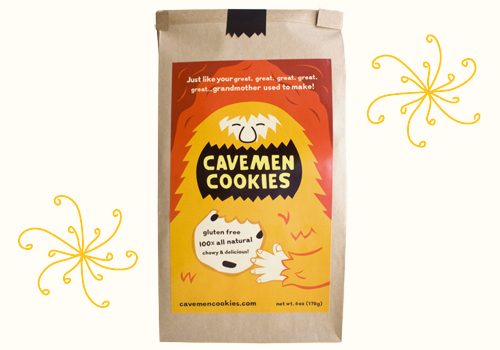 Just like your great, great, great, great,
great...grandmother used to make!
CAVEMEN
COOKIES
gluten free
100% all natural
chewy & delicious!
cavemencookies.com net wt. 6oz (170g)